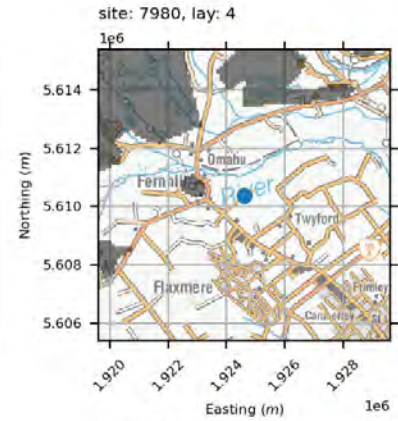 site: 7980, lay: 4
1e6
5.614
5.612
5.610
5.608
5.606
Northing (m)
Omahu
Fernhill
River
Twyford
Flaxmere
Frimley
1.920
1.922
1.924
1.926
1.928
Easting (m)
1e6